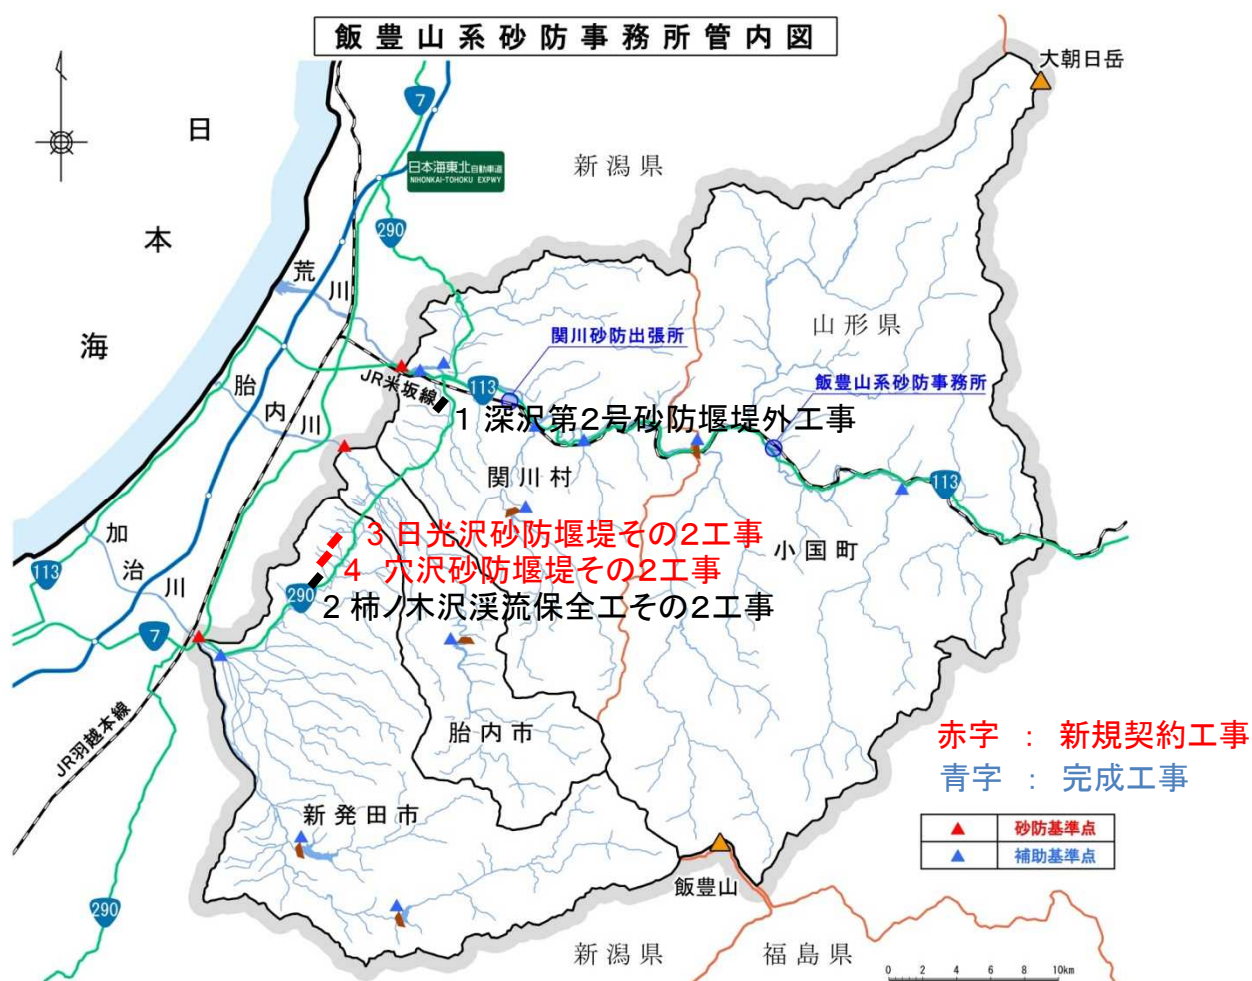 飯豊山系砂防事務所管内図
大朝日岳
日本海
7
日本海東北自動車道
NIHONKAI-TOHOKU EXPWY
新潟県
290
荒川
山形県
関川砂防出張所
飯豊山系砂防事務所
JR米坂線
113
胎内川
1 深沢第2号砂防堰堤外工事
関川村
113
3 日光沢砂防堰堤その2工事
小国町
4 穴沢砂防堰堤その2工事
加治川
113
290
2 柿ノ木沢渓流保全工その2工事
7
JR羽越本線
胎内市
赤字 : 新規契約工事
青字 : 完成工事
新発田市
砂防基準点
補助基準点
飯豊山
290
新潟県
福島県
0 2 4 6 8 10km